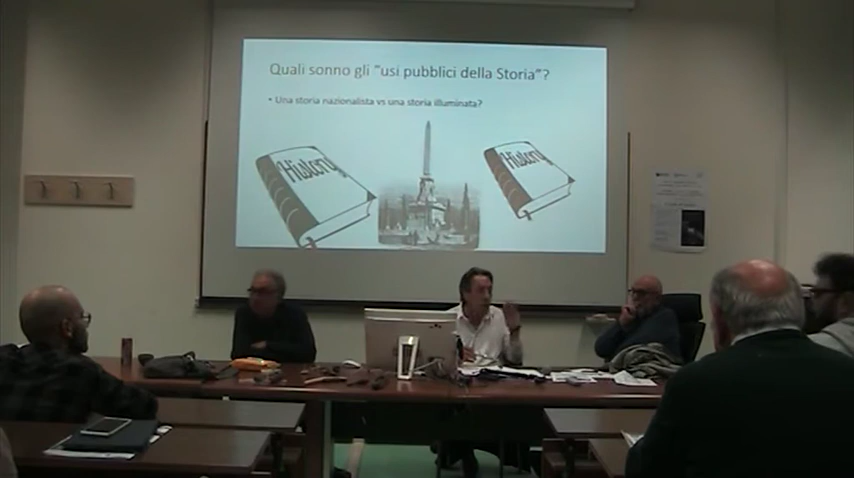 Quali sonno gli "usi pubblici della Storia"?
• Una storia nazionalista vs una storia illuminata?
History
History